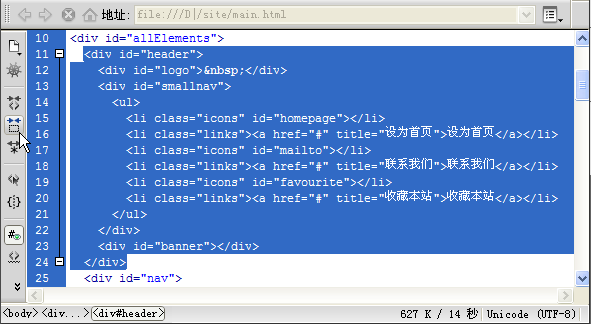 地址: file:///D|/site/main.html
10 <div id="allElements">
11 <div id="header">
12 <div id="logo">&nbsp;</div>
13 <div id="smallnav">
14 <ul>
15 <li class="icons" id="homepage"></li>
16 <li class="links"><a href="#" title="设为首页">设为首页</a></li>
17 <li class="icons" id="mailto"></li>
18 <li class="links"><a href="#" title="联系我们">联系我们</a></li>
19 <li class="icons" id="favourite"></li>
20 <li class="links"><a href="#" title="收藏本站">收藏本站</a></li>
21 </ul>
22 </div>
23 <div id="banner"></div>
24 </div>
25 <div id="nav">
<body> <div...> <div#header> 627 K / 14 秒 Unicode (UTF-8)